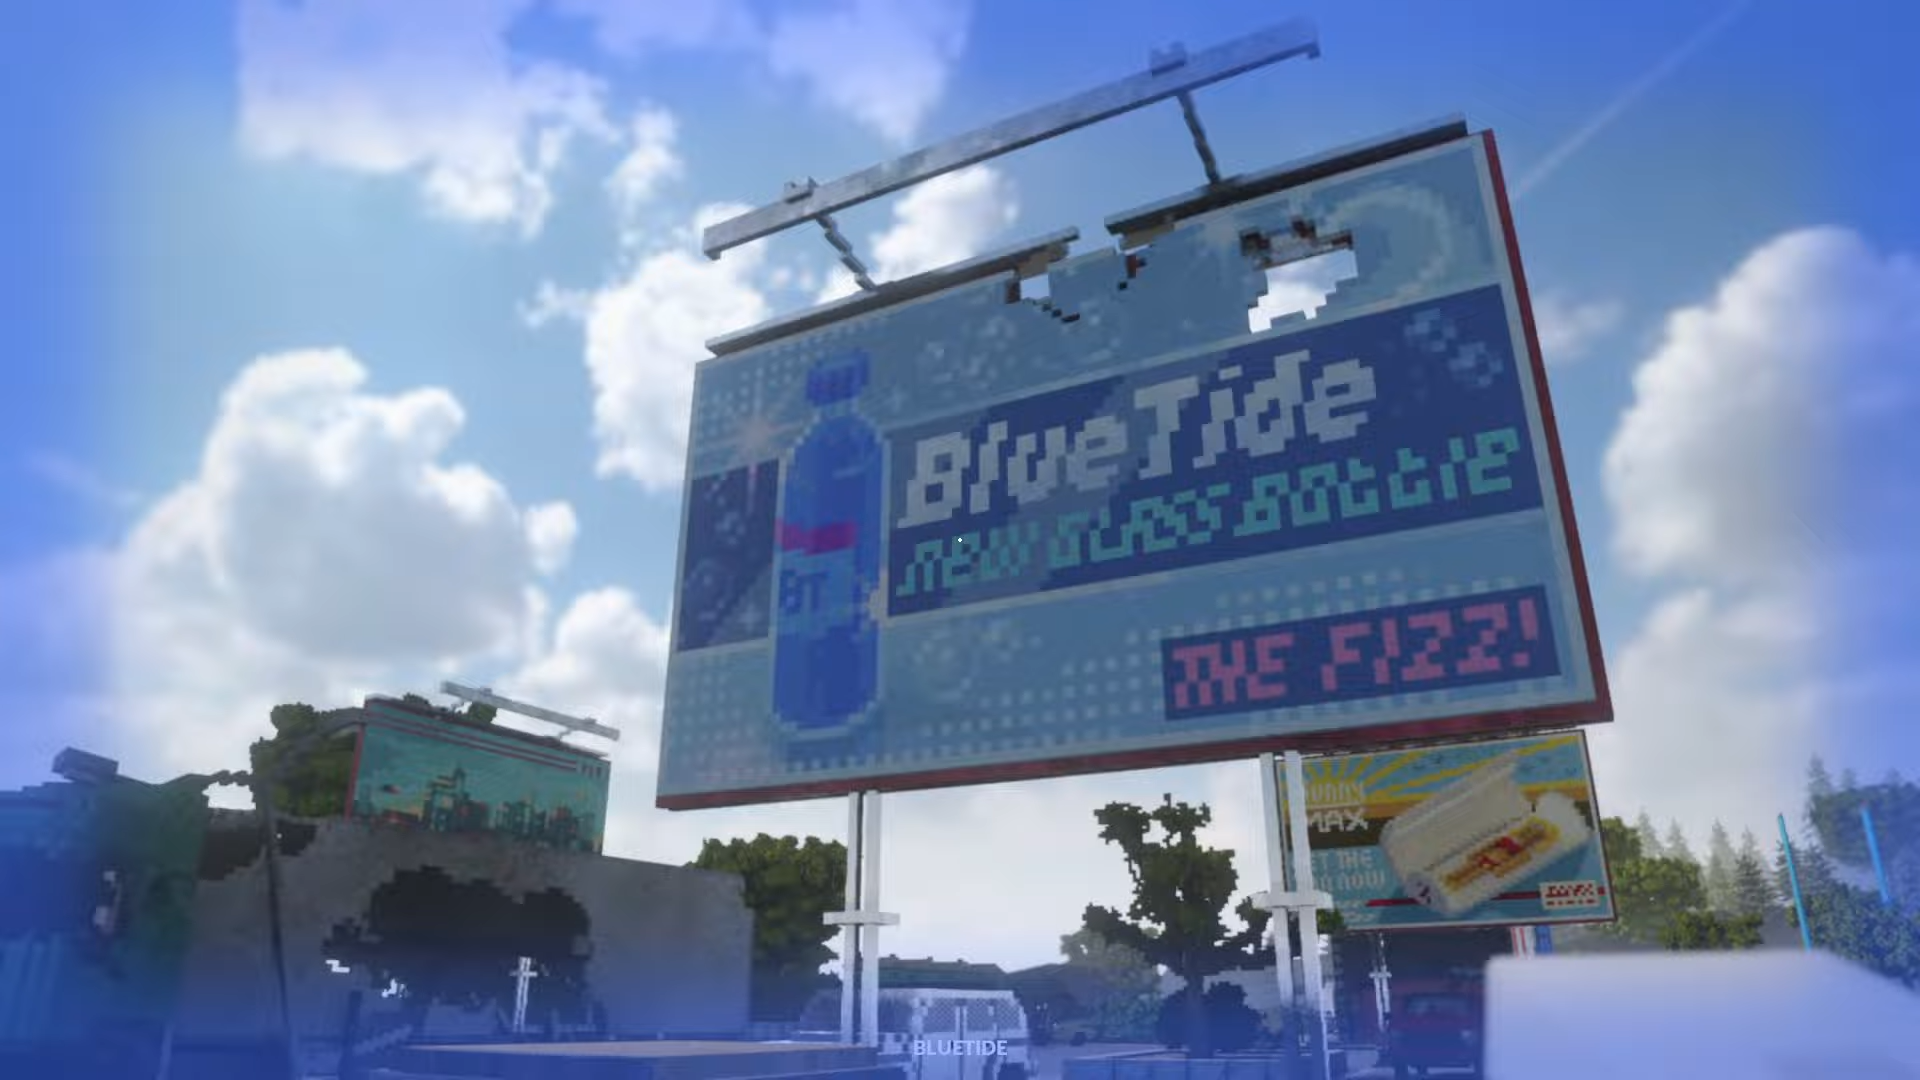 BlueTide
new glass bottle
THE FIZZ!
BT
MAX
BLUETIDE